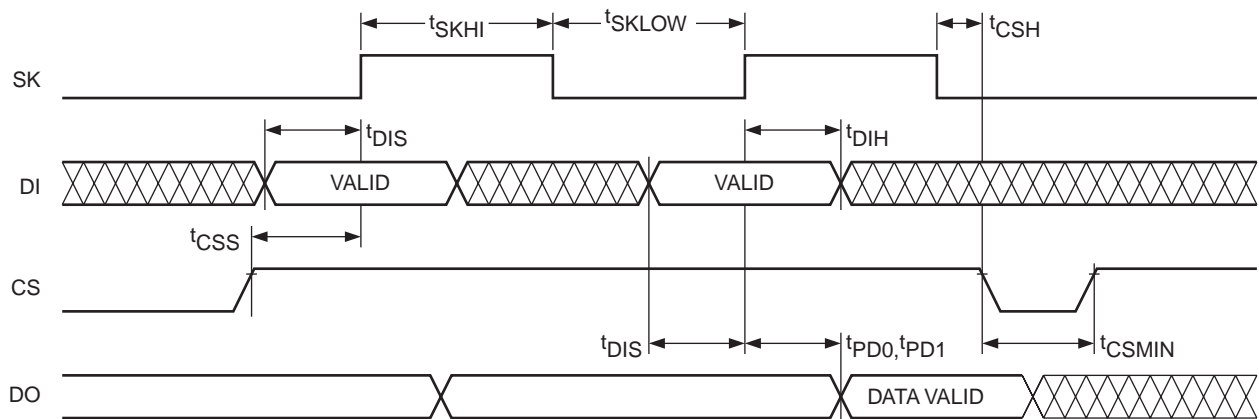 tSKHI tSKLOW tCSH
SK
tDIS tDIH
DI VALID VALID
tCSS
CS
tDIS tPD0,tPD1 tCSMIN
DO DATA VALID